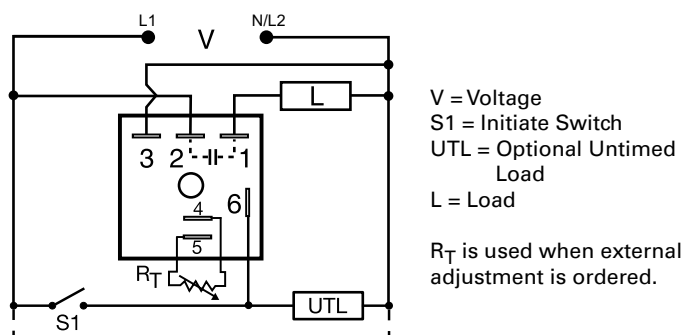 L1 V N/L2
L
3 2 1
4 6
5
RT
S1 UTL
V = Voltage
S1 = Initiate Switch
UTL = Optional Untimed
Load
L = Load
RT is used when external
adjustment is ordered.